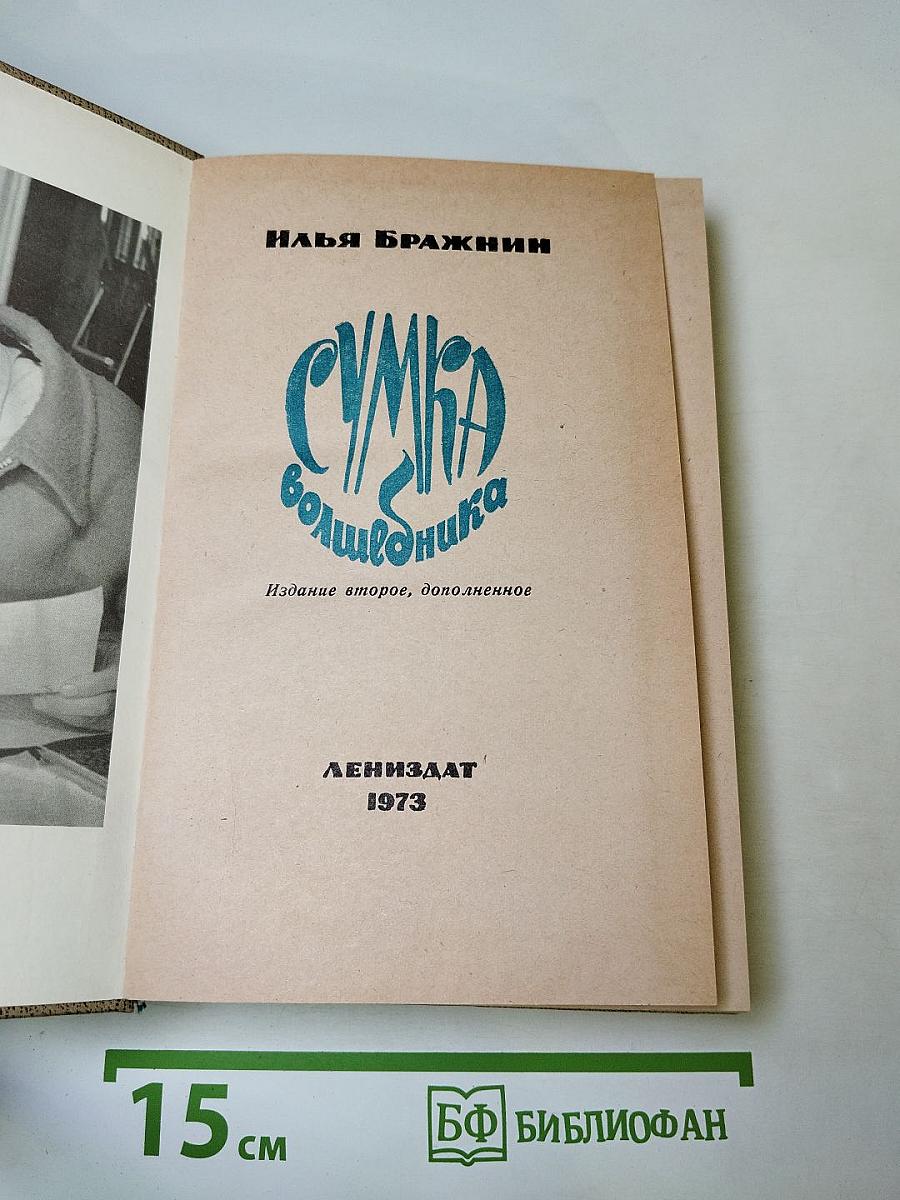 Илья Бражнин
Сумка
волшебника
Издание второе, дополненное
ЛЕНИЗДАТ
1973
15 см
БФ БИБЛИОФАН